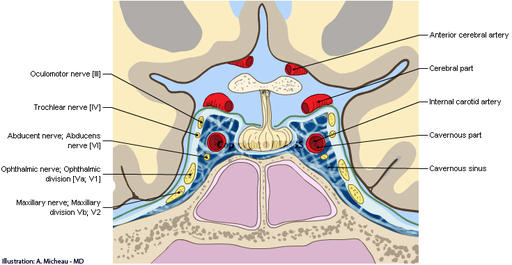 Anterior cerebral artery
Cerebral part
Internal carotid artery
Cavernous part
Cavernous sinus
Oculomotor nerve [III]
Trochlear nerve [IV]
Abducent nerve; Abducens
nerve [VI]
Ophthalmic nerve; Ophthalmic
division [Va; V1]
Maxillary nerve; Maxillary
division Vb; V2
Illustration: A. Micheau - MD